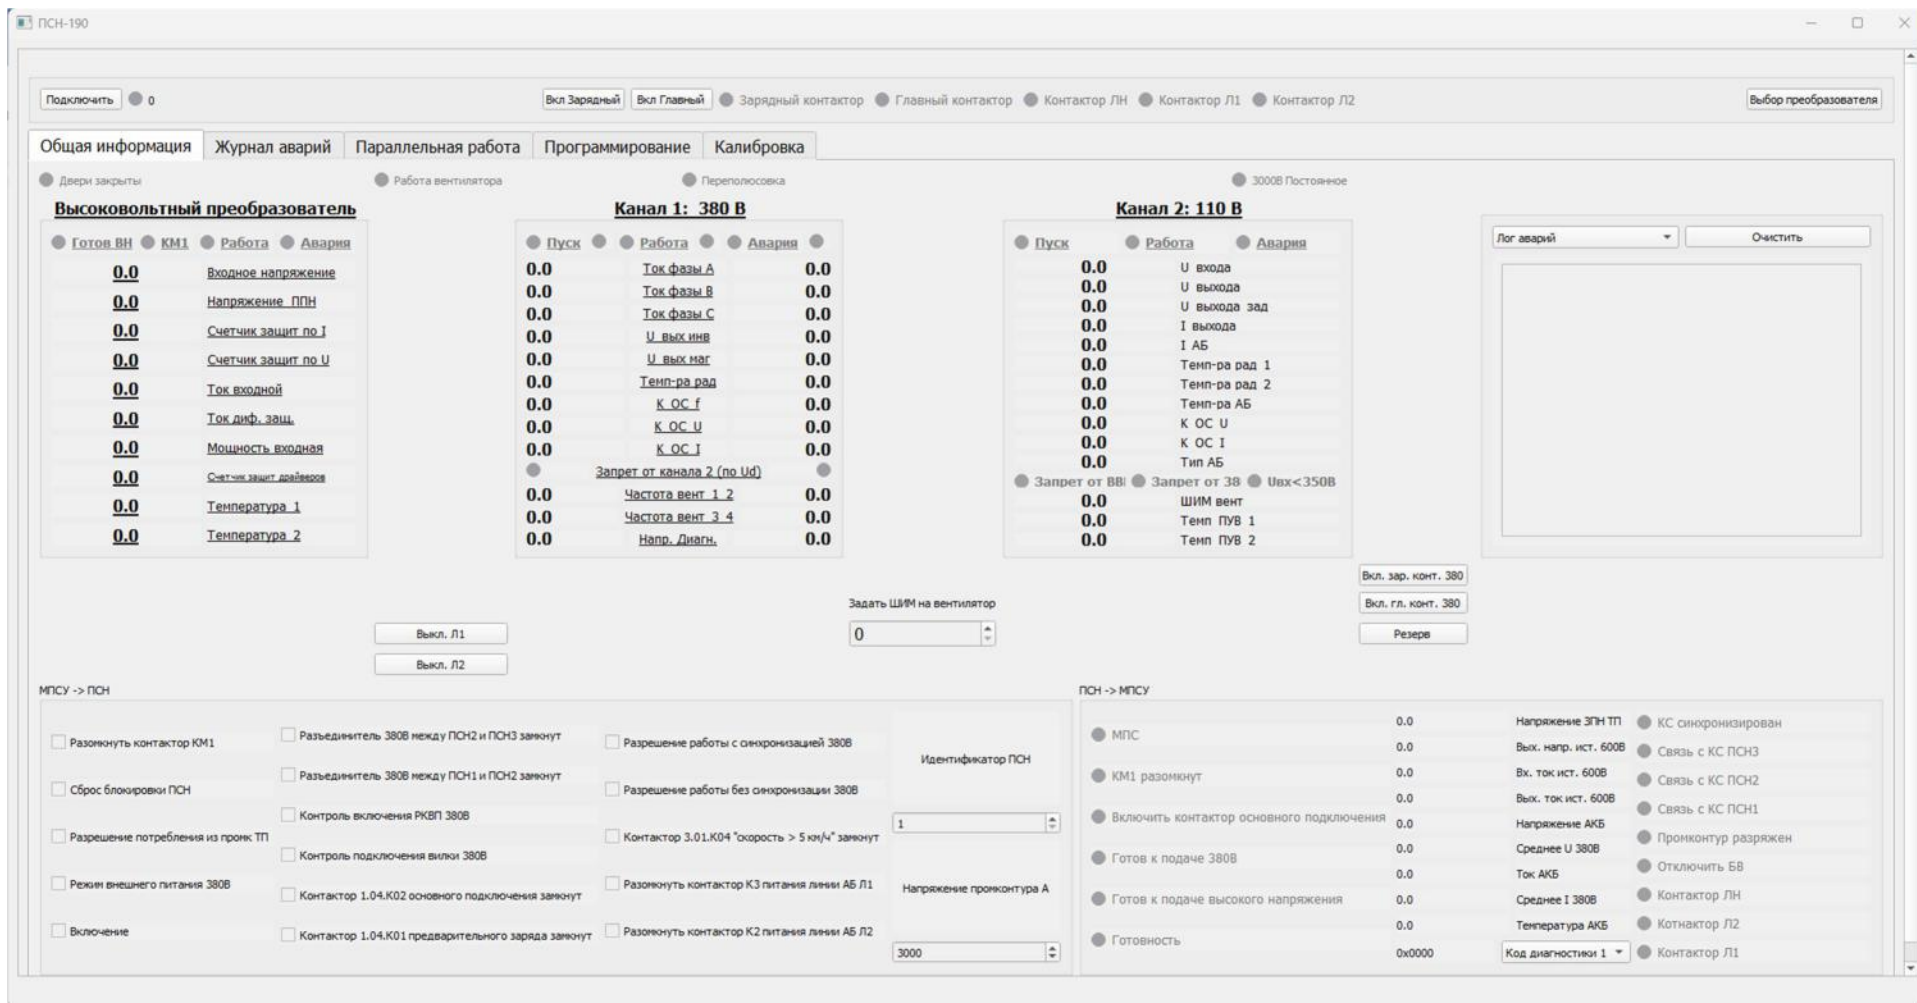 ПСН-190
Подключить 0 Вкл Зарядный Вкл Главный Зарядный контактор Главный контактор Контактор ЛН Контактор Л1 Контактор Л2 Выбор преобразователя
Общая информация Журнал аварий Параллельная работа Программирование Калибровка
Двери закрыты Работа вентилятора Переполюсовка 3000В Постоянное
Высоковольтный преобразователь
Готов ВН КМ1 Работа Авария
0.0 Входное напряжение
0.0 Напряжение ППН
0.0 Счетчик защит по I
0.0 Счетчик защит по U
0.0 Ток входной
0.0 Ток диф. защ.
0.0 Мощность входная
0.0 Счетчик защит драйверов
0.0 Температура 1
0.0 Температура 2
Канал 1: 380 В
Пуск Работа Авария
0.0 Ток фазы А 0.0
0.0 Ток фазы В 0.0
0.0 Ток фазы С 0.0
0.0 U вых инв 0.0
0.0 U вых маг 0.0
0.0 Темп-ра рад 0.0
0.0 К ОС f 0.0
0.0 К ОС U 0.0
0.0 К ОС I 0.0
Запрет от канала 2 (по Ud)
0.0 Частота вент 1 2 0.0
0.0 Частота вент 3 4 0.0
0.0 Напр. Диагн. 0.0
Канал 2: 110 В
Пуск Работа Авария
0.0 U входа
0.0 U выхода
0.0 U выхода зад
0.0 I выхода
0.0 I АБ
0.0 Темп-ра рад 1
0.0 Темп-ра рад 2
0.0 Темп-ра АБ
0.0 К ОС U
0.0 К ОС I
0.0 Тип АБ
Запрет от ВВ Запрет от 38 Uвх<350В
0.0 ШИМ вент
0.0 Темп ПУВ 1
0.0 Темп ПУВ 2
Лог аварий Очистить
Вкл. зар. конт. 380
Вкл. гл. конт. 380
Резерв
Задать ШИМ на вентилятор
0
Выкл. Л1
Выкл. Л2
МПСУ -> ПСН
Разомкнуть контактор КМ1
Сброс блокировки ПСН
Разрешение потребления из промк ТП
Режим внешнего питания 380В
Включение
Разъединитель 380В между ПСН2 и ПСН3 замкнут
Разъединитель 380В между ПСН1 и ПСН2 замкнут
Контроль включения РКВП 380В
Контроль подключения вилки 380В
Контактор 1.04.К02 основного подключения замкнут
Контактор 1.04.К01 предварительного заряда замкнут
Разрешение работы с синхронизацией 380В
Разрешение работы без синхронизации 380В
Контактор 3.01.К04 "скорость > 5 км/ч" замкнут
Разомкнуть контактор К3 питания линии АБ Л1
Разомкнуть контактор К2 питания линии АБ Л2
Идентификатор ПСН
1
Напряжение промконтура А
3000
ПСН -> МПСУ
МПС
КМ1 разомкнут
Включить контактор основного подключения
Готов к подаче 380В
Готов к подаче высокого напряжения
Готовность
0.0 Напряжение ЗПН ТП
0.0 Вых. напр. ист. 600В
0.0 Вх. ток ист. 600В
0.0 Вых. ток ист. 600В
0.0 Напряжение АКБ
0.0 Среднее U 380В
0.0 Ток АКБ
0.0 Среднее I 380В
0.0 Температура АКБ
0x0000 Код диагностики 1
КС синхронизирован
Связь с КС ПСН3
Связь с КС ПСН2
Связь с КС ПСН1
Промконтур разряжен
Отключить БВ
Контактор ЛН
Котнактор Л2
Контактор Л1